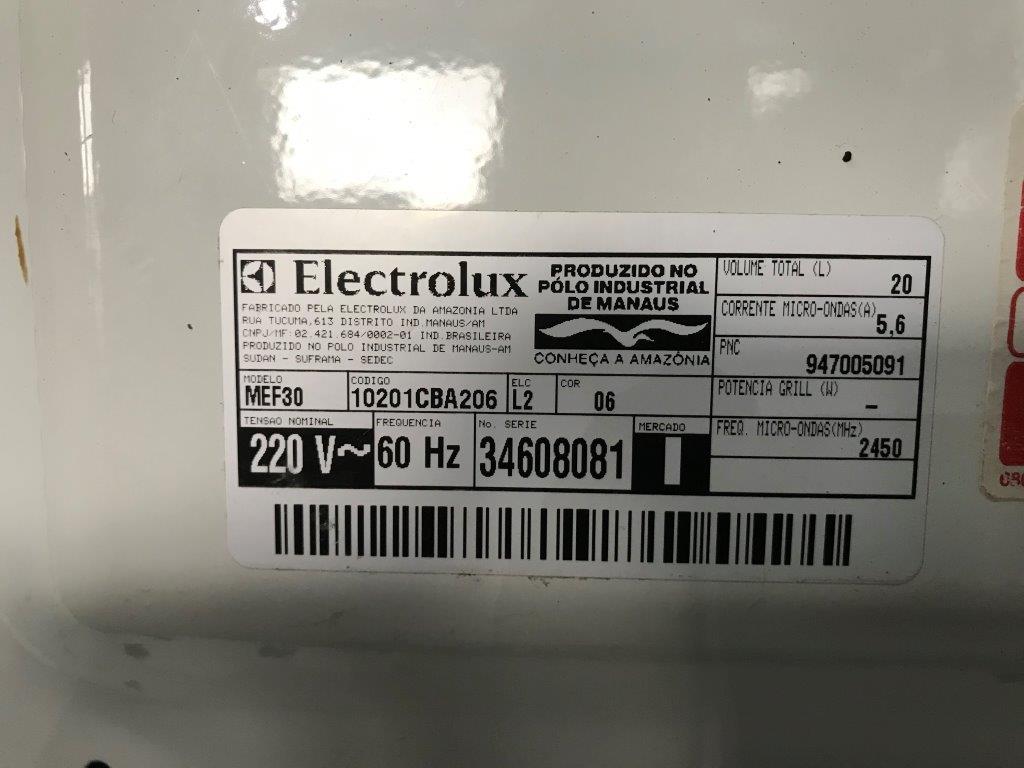 Electrolux
FABRICADO PELA ELECTROLUX DA AMAZONIA LTDA
RUA TUCUMA,613 DISTRITO IND.MANAUS/AM
CNPJ/MF: 02.421.684/0002-01 IND.BRASILEIRA
PRODUZIDO NO POLO INDUSTRIAL DE MANAUS-AM
SUDAN - SUFRAMA - SEDEC
PRODUZIDO NO
PÓLO INDUSTRIAL
DE MANAUS
CONHEÇA A AMAZÔNIA
VOLUME TOTAL (L)
20
CORRENTE MICRO-ONDAS(A)
5,6
PNC
947005091
POTENCIA GRILL (W)
–
FREQ. MICRO-ONDAS(MHz)
2450
MODELO
MEF30
CODIGO
10201CBA206
ELC
L2
COR
06
TENSAO NOMINAL
220 V~
FREQUENCIA
60 Hz
No. SERIE
34608081
MERCADO
I